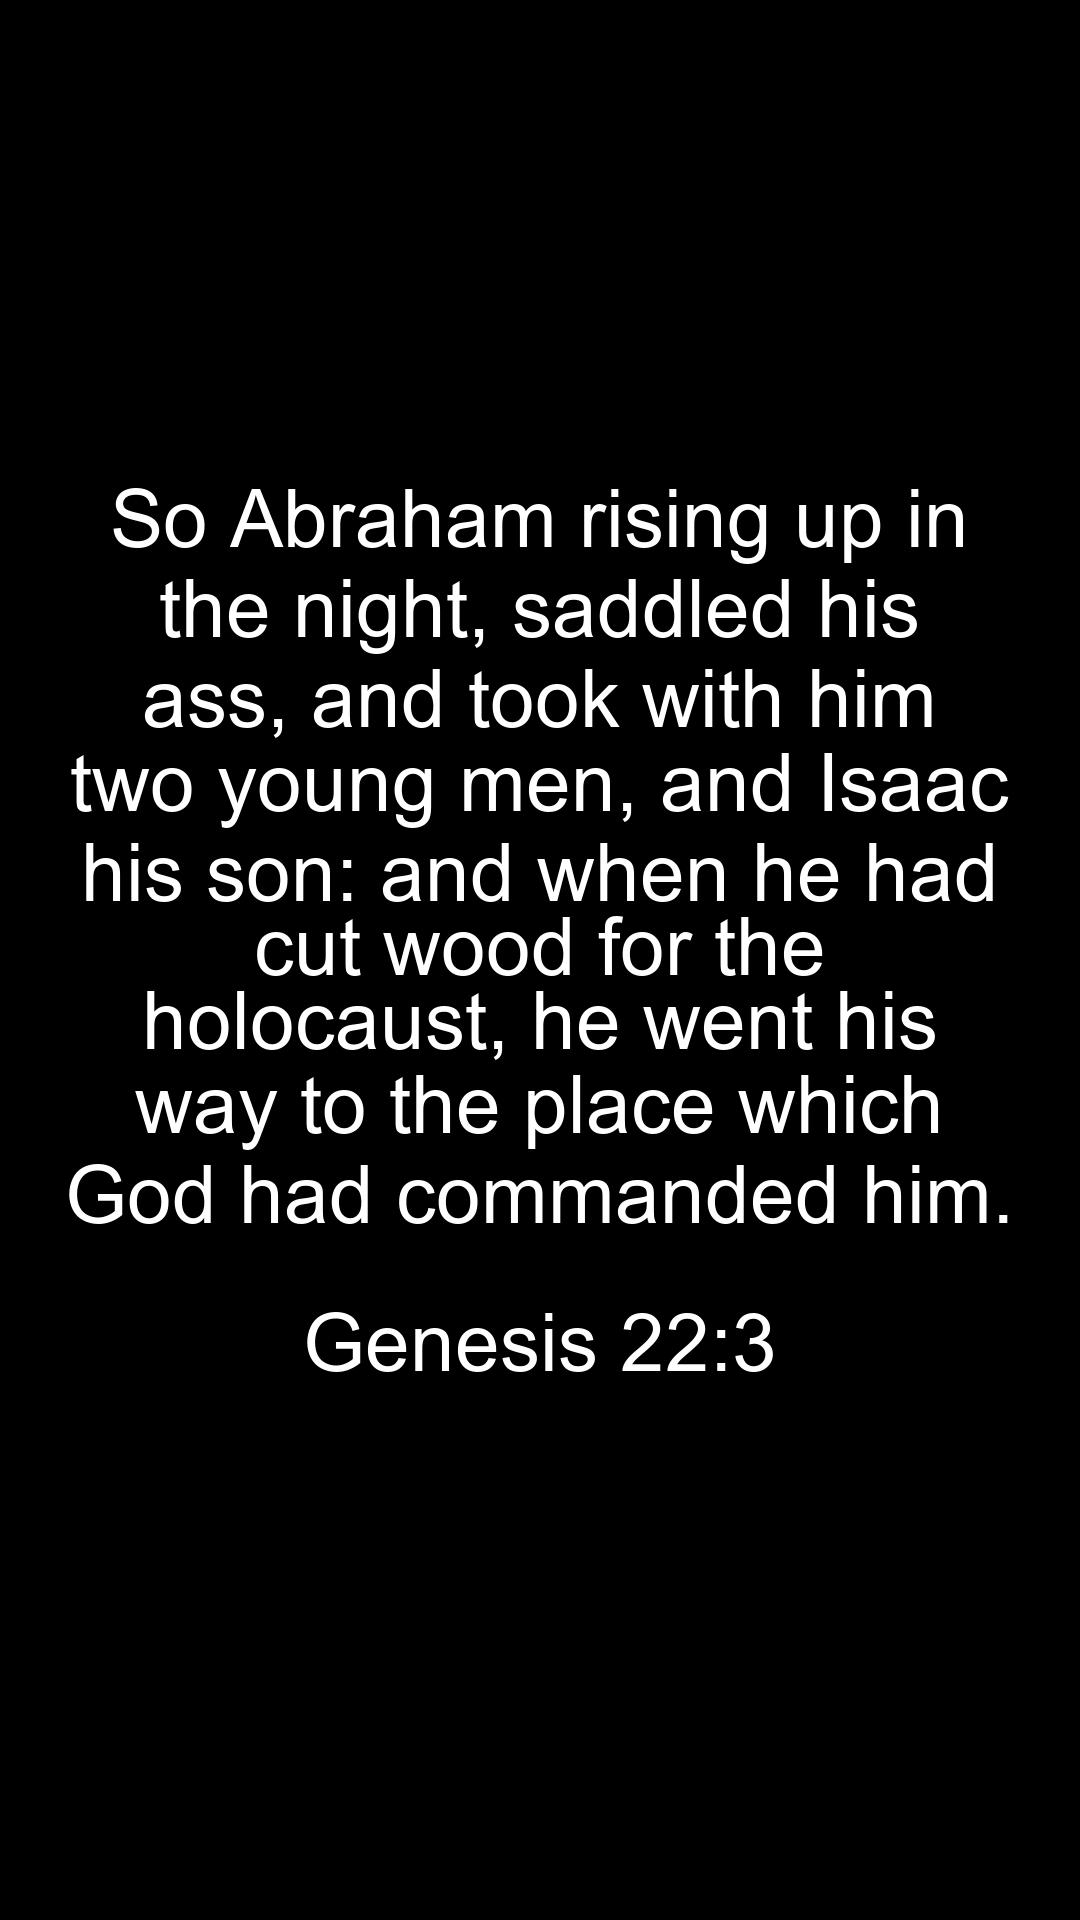 So Abraham rising up in
the night, saddled his
ass, and took with him
two young men, and Isaac
his son: and when he had
cut wood for the
holocaust, he went his
way to the place which
God had commanded him.
Genesis 22:3